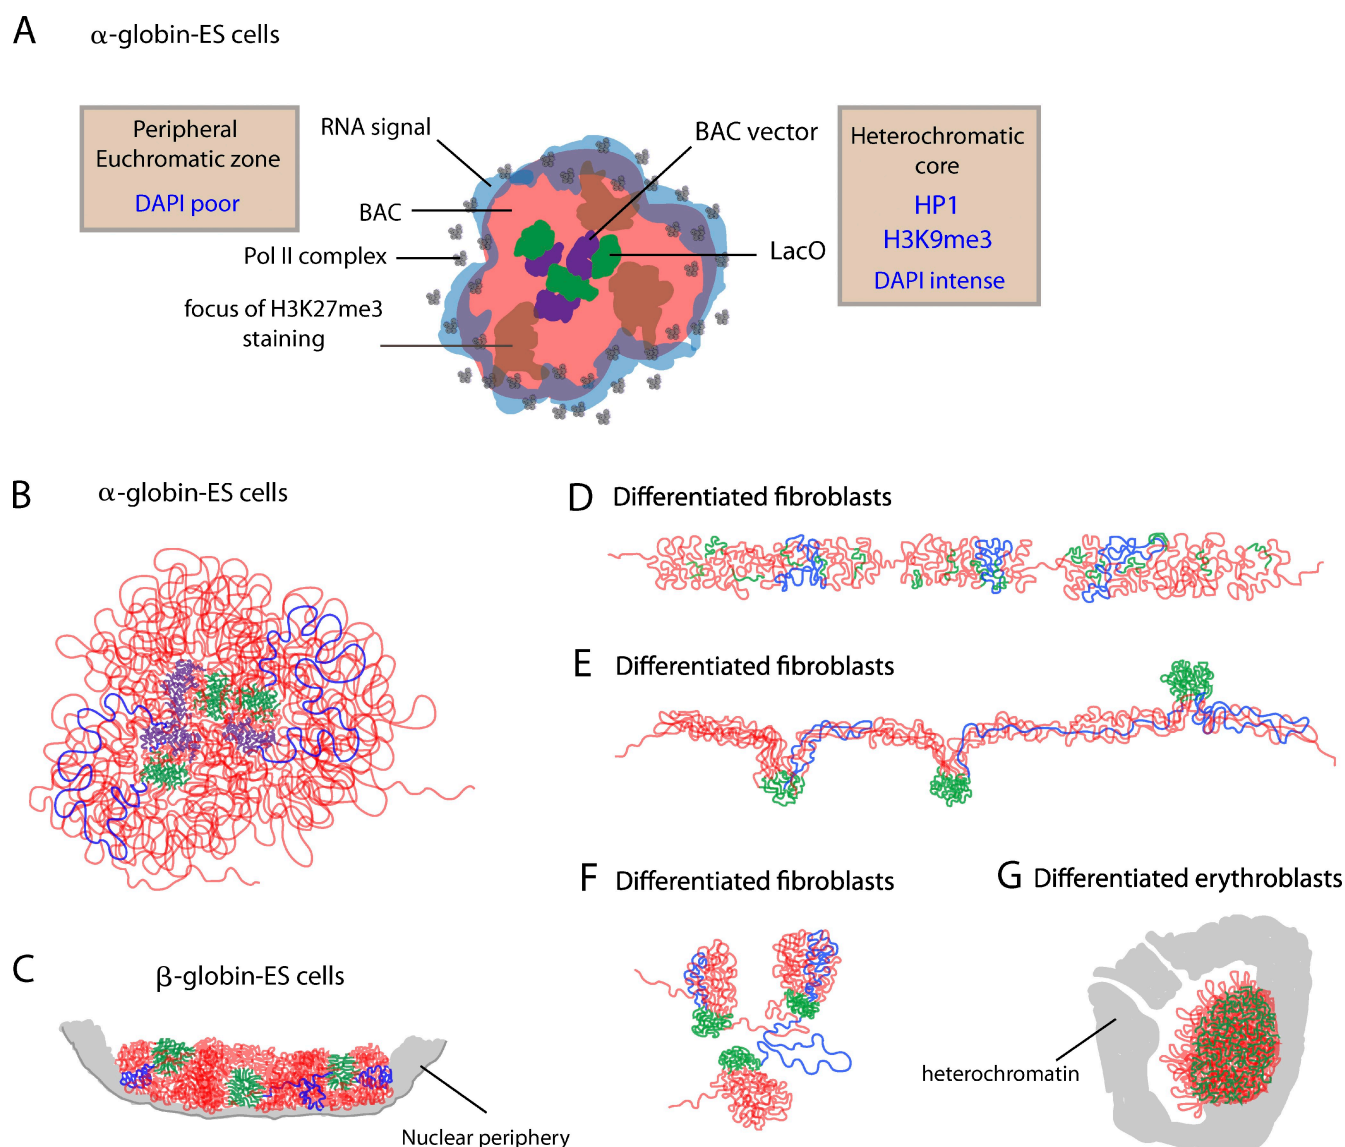 A
α-globin-ES cells
Peripheral
Euchromatic zone
DAPI poor
RNA signal
BAC
Pol II complex
focus of H3K27me3
staining
BAC vector
LacO
Heterochromatic
core
HP1
H3K9me3
DAPI intense
B
α-globin-ES cells
C
β-globin-ES cells
Nuclear periphery
D
Differentiated fibroblasts
E
Differentiated fibroblasts
F
Differentiated fibroblasts
G
Differentiated erythroblasts
heterochromatin